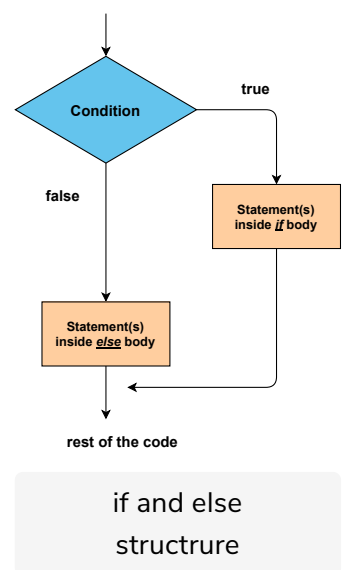 Condition
true
false
Statement(s)
inside if body
Statement(s)
inside else body
rest of the code
if and else
structrure